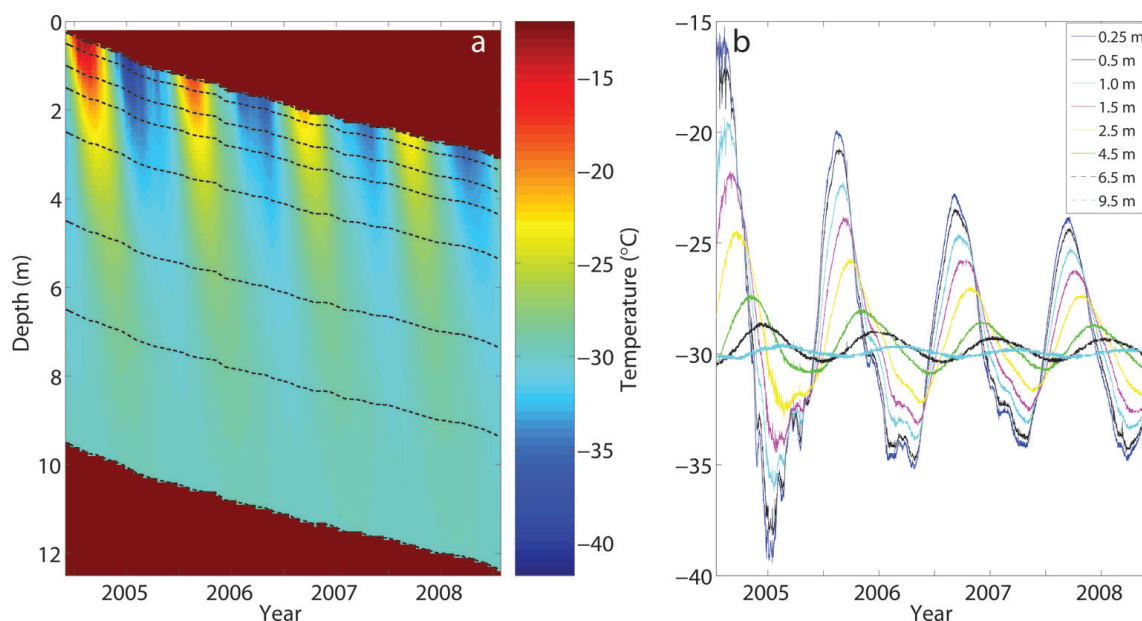 a
0
2
4
6
8
10
12
Depth (m)
2005
2006
2007
2008
Year
−15
−20
−25
−30
−35
−40
Temperature (°C)
b
−15
−20
−25
−30
−35
−40
2005
2006
2007
2008
Year
0.25 m
0.5 m
1.0 m
1.5 m
2.5 m
4.5 m
6.5 m
9.5 m